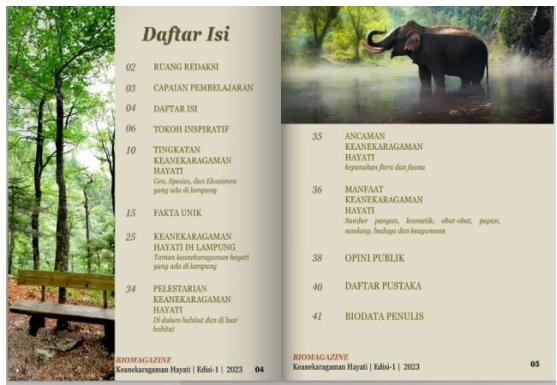 Daftar Isi
02 RUANG REDAKSI
03 CAPAIAN PEMBELAJARAN
04 DAFTAR ISI
06 TOKOH INSPIRATIF
10 TINGKATAN
KEANEKARAGAMAN
HAYATI
Gen, Spesies, dan Ekosistem
yang ada di lampung
15 FAKTA UNIK
25 KEANEKARAGAMAN
HAYATI DI LAMPUNG
Taman keanekaragaman hayati
yang ada di lampung
34 PELESTARIAN
KEANEKARAGAMAN
HAYATI
Di dalam habitat dan di luar
habitat
BIOMAGAZINE
Keanekaragaman Hayati | Edisi-1 | 2023 04
35 ANCAMAN
KEANEKARAGAMAN
HAYATI
kepunahan flora dan fauna
36 MANFAAT
KEANEKARAGAMAN
HAYATI
Sumber pangan, kosmetik, obat-obat, papan,
sandang, budaya dan keagamaan
38 OPINI PUBLIK
40 DAFTAR PUSTAKA
41 BIODATA PENULIS
BIOMAGAZINE
Keanekaragaman Hayati | Edisi-1 | 2023 05